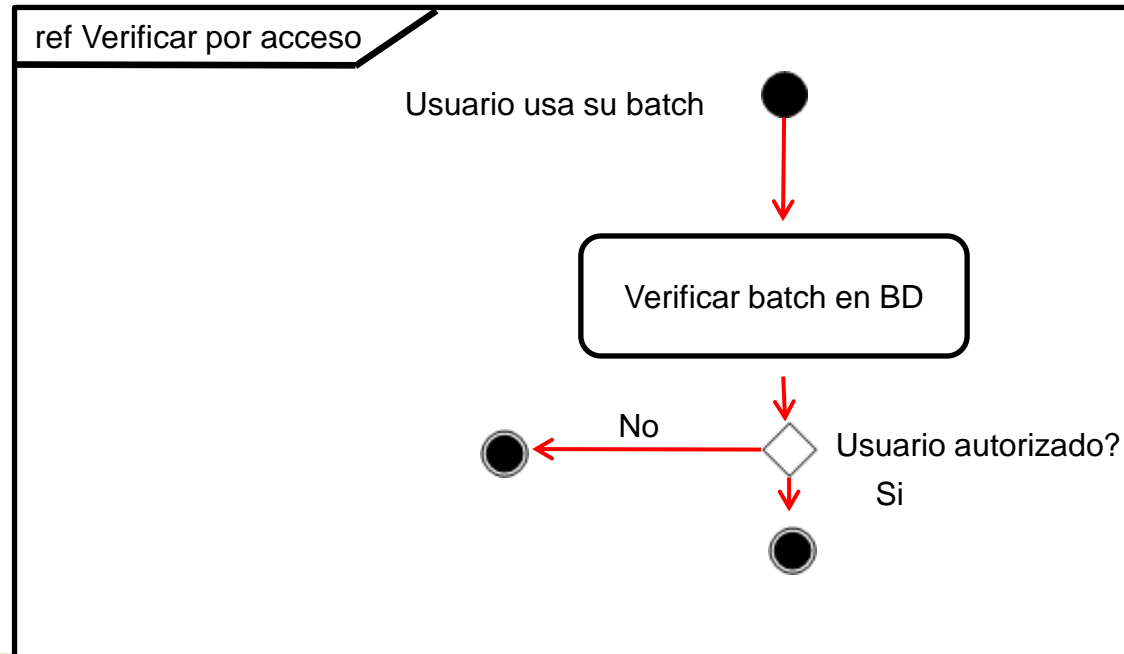 ref Verificar por acceso
Usuario usa su batch
Verificar batch en BD
No
Usuario autorizado?
Si